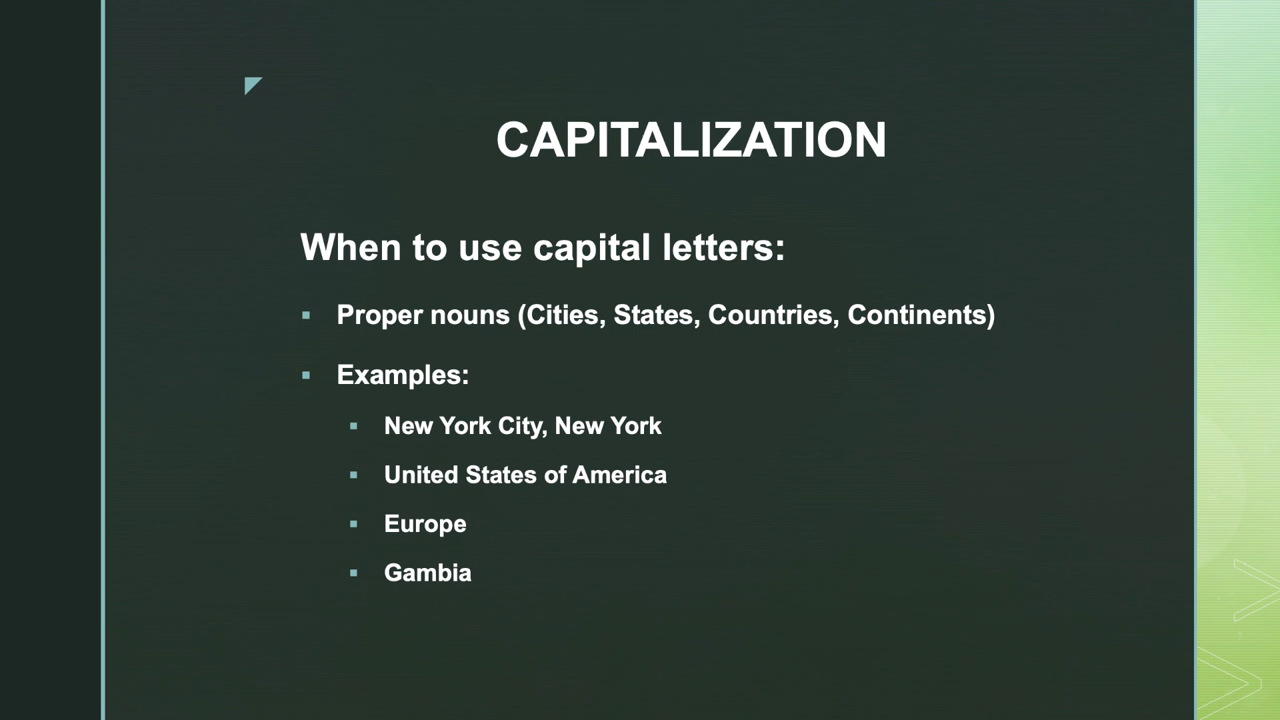 CAPITALIZATION
When to use capital letters:
▪ Proper nouns (Cities, States, Countries, Continents)
▪ Examples:
▪ New York City, New York
▪ United States of America
▪ Europe
▪ Gambia